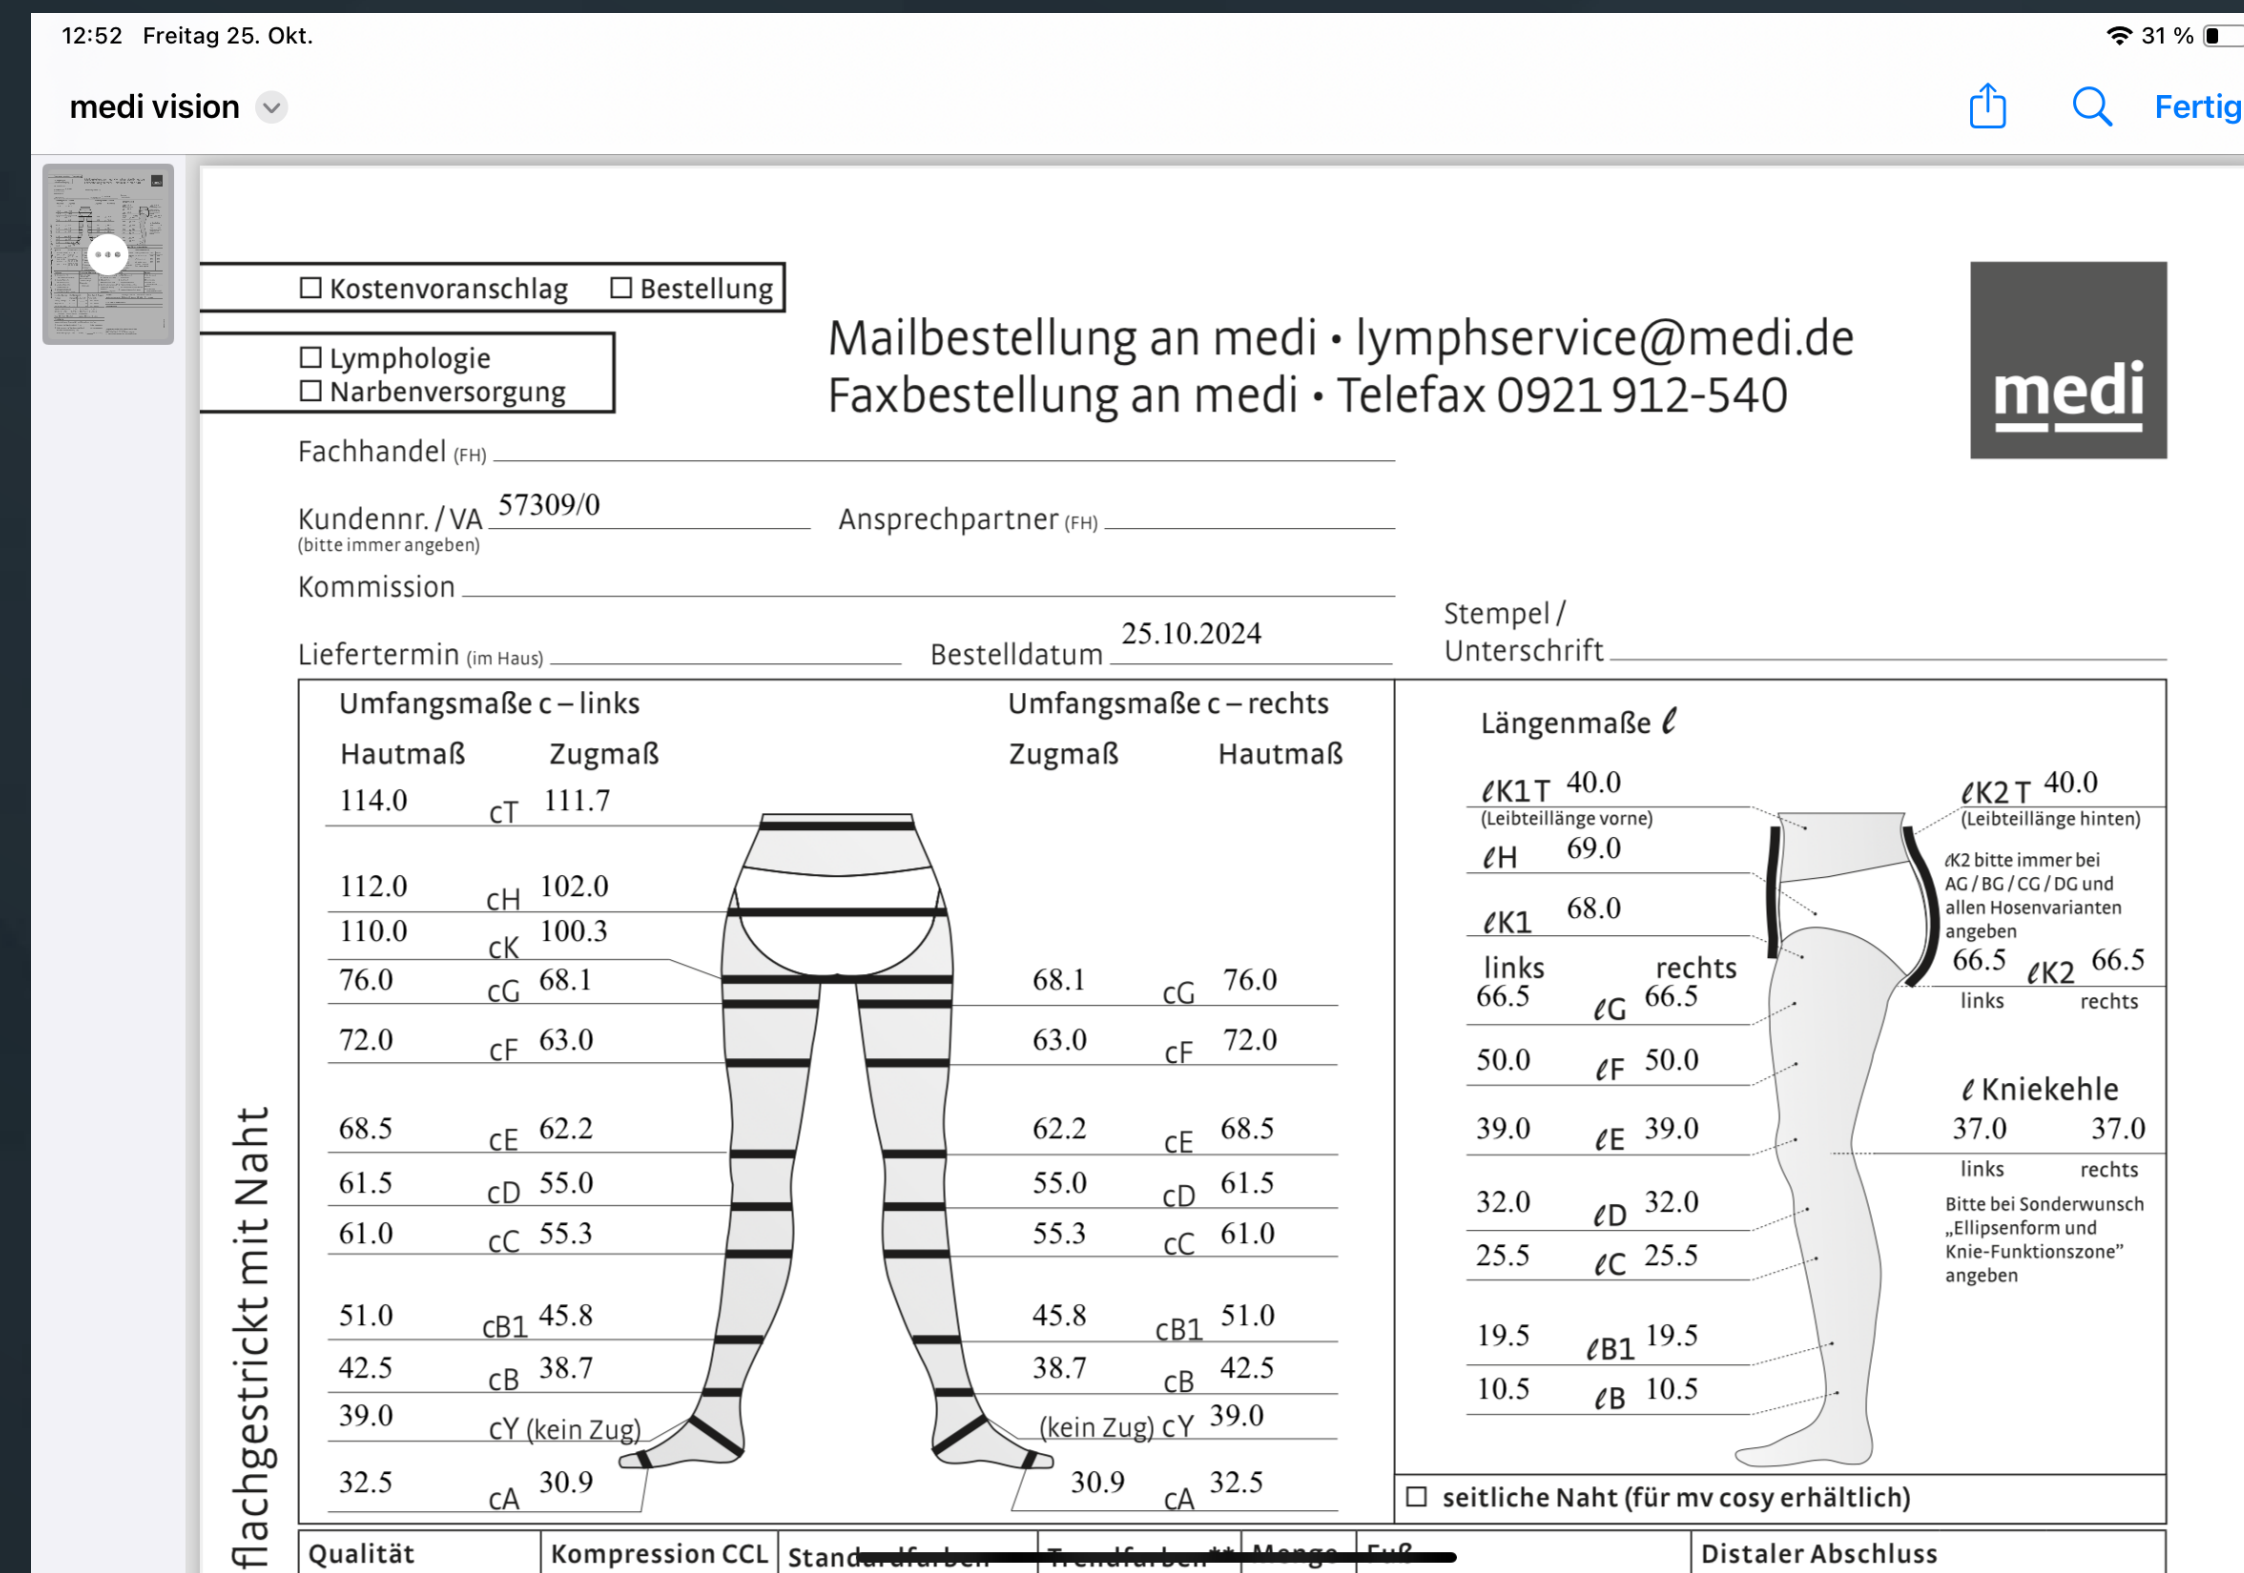 12:52 Freitag 25. Okt.
31 %
medi vision
Fertig
☐ Kostenvoranschlag ☐ Bestellung
☐ Lymphologie
☐ Narbenversorgung
Mailbestellung an medi • lymphservice@medi.de
Faxbestellung an medi • Telefax 0921 912-540
medi
Fachhandel (FH)
Kundennr. / VA 57309/0 Ansprechpartner (FH)
(bitte immer angeben)
Kommission
Liefertermin (im Haus) Bestelldatum 25.10.2024
Stempel /
Unterschrift
flachgestrickt mit Naht
Umfangsmaße c – links Umfangsmaße c – rechts
Hautmaß Zugmaß Zugmaß Hautmaß
114.0 cT 111.7
112.0 cH 102.0
110.0 cK 100.3
76.0 cG 68.1 68.1 cG 76.0
72.0 cF 63.0 63.0 cF 72.0
68.5 cE 62.2 62.2 cE 68.5
61.5 cD 55.0 55.0 cD 61.5
61.0 cC 55.3 55.3 cC 61.0
51.0 cB1 45.8 45.8 cB1 51.0
42.5 cB 38.7 38.7 cB 42.5
39.0 cY (kein Zug) (kein Zug) cY 39.0
32.5 cA 30.9 30.9 cA 32.5
Längenmaße ℓ
ℓK1 T 40.0 ℓK2 T 40.0
(Leibteillänge vorne) (Leibteillänge hinten)
ℓH 69.0
ℓK1 68.0
ℓK2 bitte immer bei
AG / BG / CG / DG und
allen Hosenvarianten
angeben
66.5 ℓK2 66.5
links rechts
links rechts
66.5 ℓG 66.5
50.0 ℓF 50.0
39.0 ℓE 39.0
32.0 ℓD 32.0
25.5 ℓC 25.5
19.5 ℓB1 19.5
10.5 ℓB 10.5
ℓ Kniekehle
37.0 37.0
links rechts
Bitte bei Sonderwunsch
„Ellipsenform und
Knie-Funktionszone”
angeben
☐ seitliche Naht (für mv cosy erhältlich)
Qualität Kompression CCL Standardfarben Trendfarben** Menge Fuß Distaler Abschluss